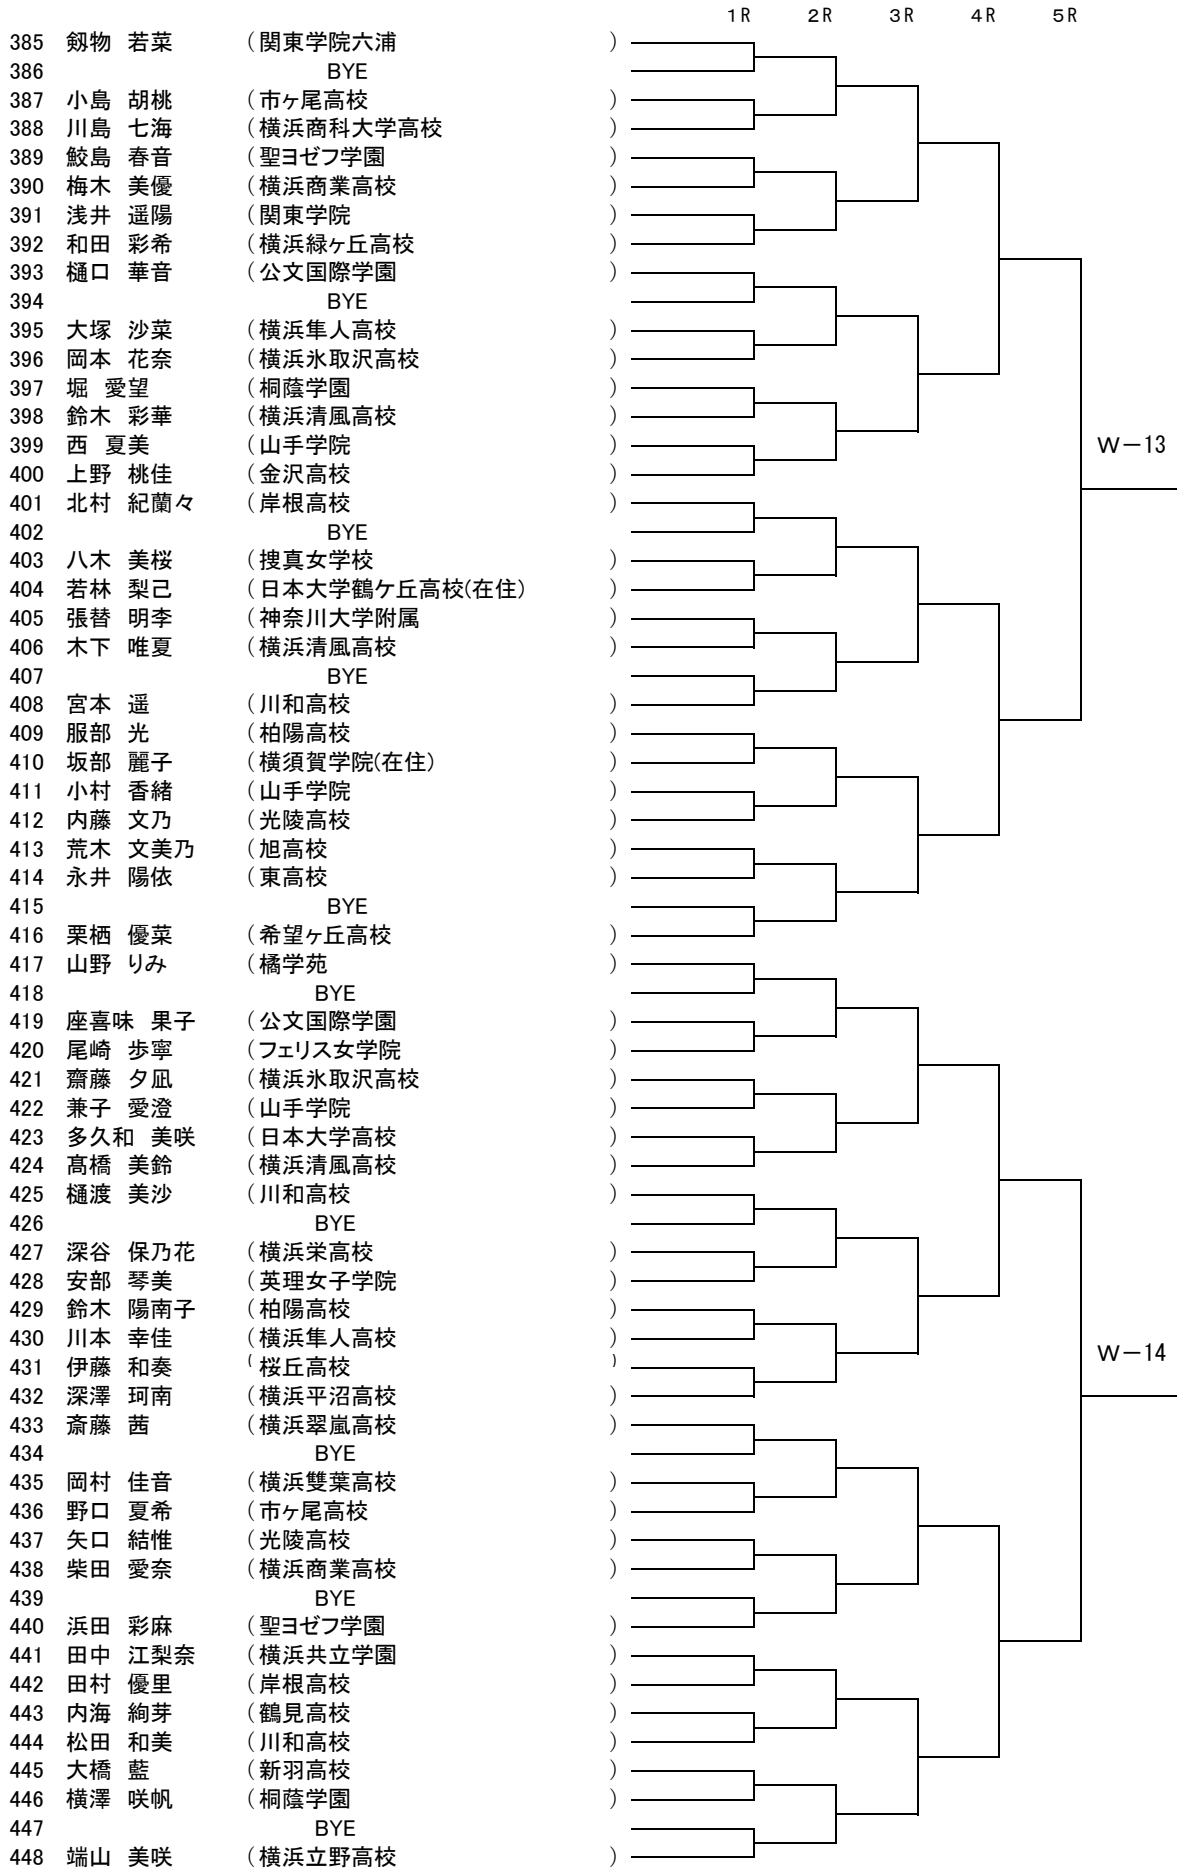 1R 2R 3R 4R 5R
385 剱物 若菜 (関東学院六浦 )
386 BYE
387 小島 胡桃 (市ヶ尾高校 )
388 川島 七海 (横浜商科大学高校 )
389 鮫島 春音 (聖ヨゼフ学園 )
390 梅木 美優 (横浜商業高校 )
391 浅井 遥陽 (関東学院 )
392 和田 彩希 (横浜緑ヶ丘高校 )
393 樋口 華音 (公文国際学園 )
394 BYE
395 大塚 沙菜 (横浜隼人高校 )
396 岡本 花奈 (横浜氷取沢高校 )
397 堀 愛望 (桐蔭学園 )
398 鈴木 彩華 (横浜清風高校 )
399 西 夏美 (山手学院 ) W-13
400 上野 桃佳 (金沢高校 )
401 北村 紀蘭々 (岸根高校 )
402 BYE
403 八木 美桜 (捜真女学校 )
404 若林 梨己 (日本大学鶴ケ丘高校(在住) )
405 張替 明李 (神奈川大学附属 )
406 木下 唯夏 (横浜清風高校 )
407 BYE
408 宮本 遥 (川和高校 )
409 服部 光 (柏陽高校 )
410 坂部 麗子 (横須賀学院(在住) )
411 小村 香緒 (山手学院 )
412 内藤 文乃 (光陵高校 )
413 荒木 文美乃 (旭高校 )
414 永井 陽依 (東高校 )
415 BYE
416 栗栖 優菜 (希望ヶ丘高校 )
417 山野 りみ (橘学苑 )
418 BYE
419 座喜味 果子 (公文国際学園 )
420 尾崎 歩寧 (フェリス女学院 )
421 齋藤 夕凪 (横浜氷取沢高校 )
422 兼子 愛澄 (山手学院 )
423 多久和 美咲 (日本大学高校 )
424 髙橋 美鈴 (横浜清風高校 )
425 樋渡 美沙 (川和高校 )
426 BYE
427 深谷 保乃花 (横浜栄高校 )
428 安部 琴美 (英理女子学院 )
429 鈴木 陽南子 (柏陽高校 )
430 川本 幸佳 (横浜隼人高校 )
431 伊藤 和奏 (桜丘高校 ) W-14
432 深澤 珂南 (横浜平沼高校 )
433 斎藤 茜 (横浜翠嵐高校 )
434 BYE
435 岡村 佳音 (横浜雙葉高校 )
436 野口 夏希 (市ヶ尾高校 )
437 矢口 結惟 (光陵高校 )
438 柴田 愛奈 (横浜商業高校 )
439 BYE
440 浜田 彩麻 (聖ヨゼフ学園 )
441 田中 江梨奈 (横浜共立学園 )
442 田村 優里 (岸根高校 )
443 内海 絢芽 (鶴見高校 )
444 松田 和美 (川和高校 )
445 大橋 藍 (新羽高校 )
446 横澤 咲帆 (桐蔭学園 )
447 BYE
448 端山 美咲 (横浜立野高校 )